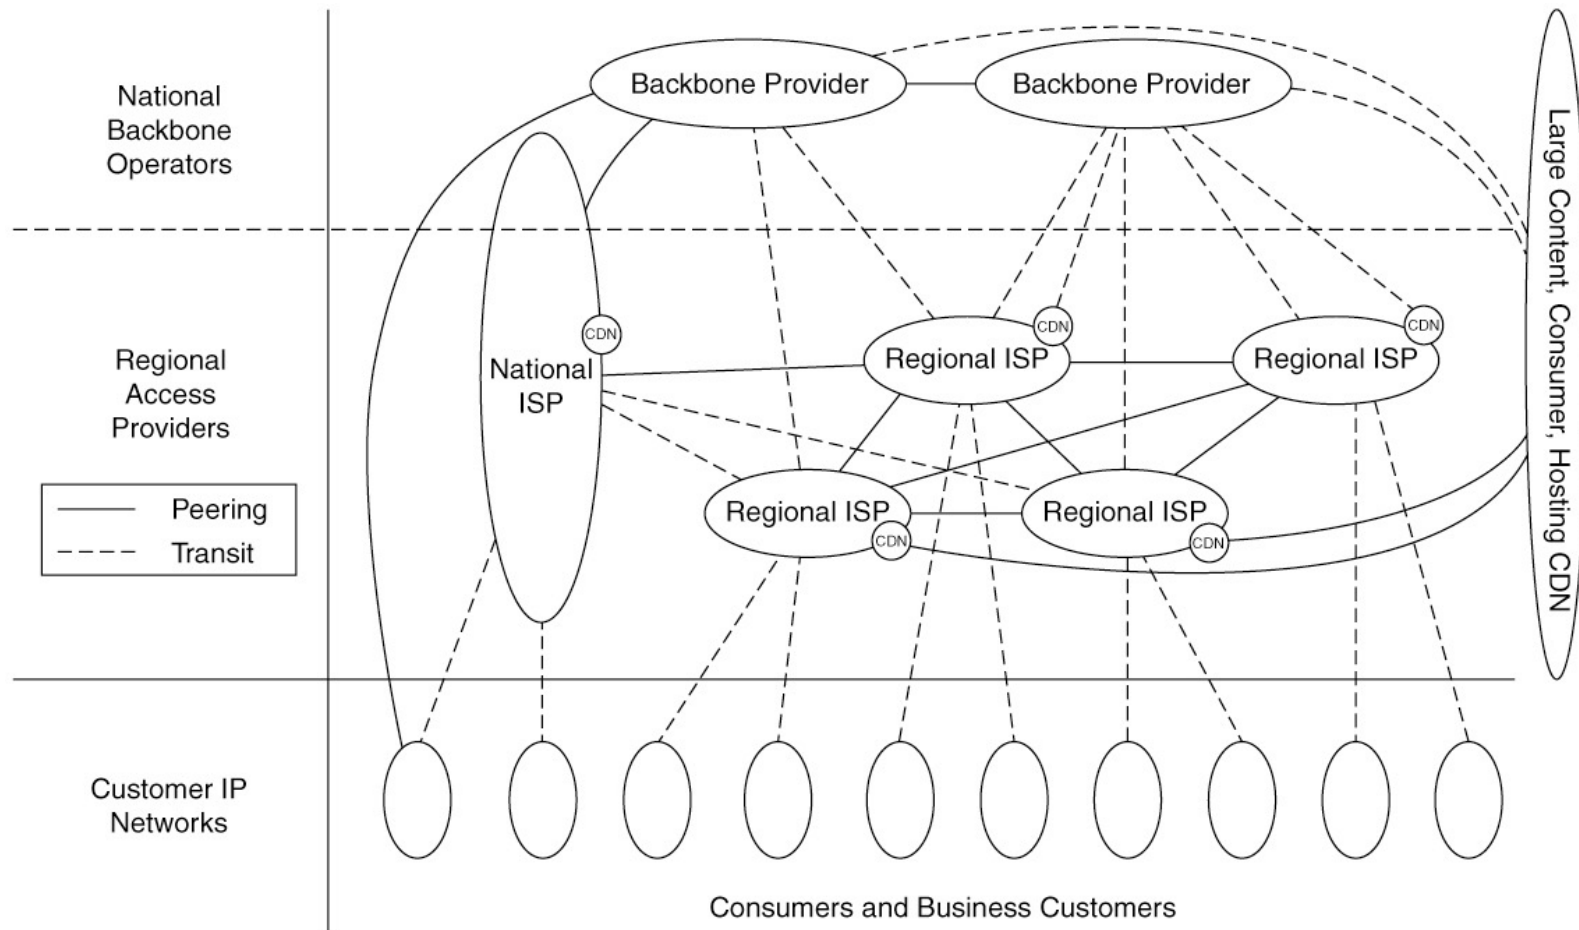 National
Backbone
Operators
Backbone Provider
Backbone Provider
Large Content, Consumer, Hosting CDN
Regional
Access
Providers
CDN
National
ISP
Regional ISP
CDN
Regional ISP
CDN
Regional ISP
CDN
Regional ISP
CDN
Peering
Transit
Customer IP
Networks
Consumers and Business Customers